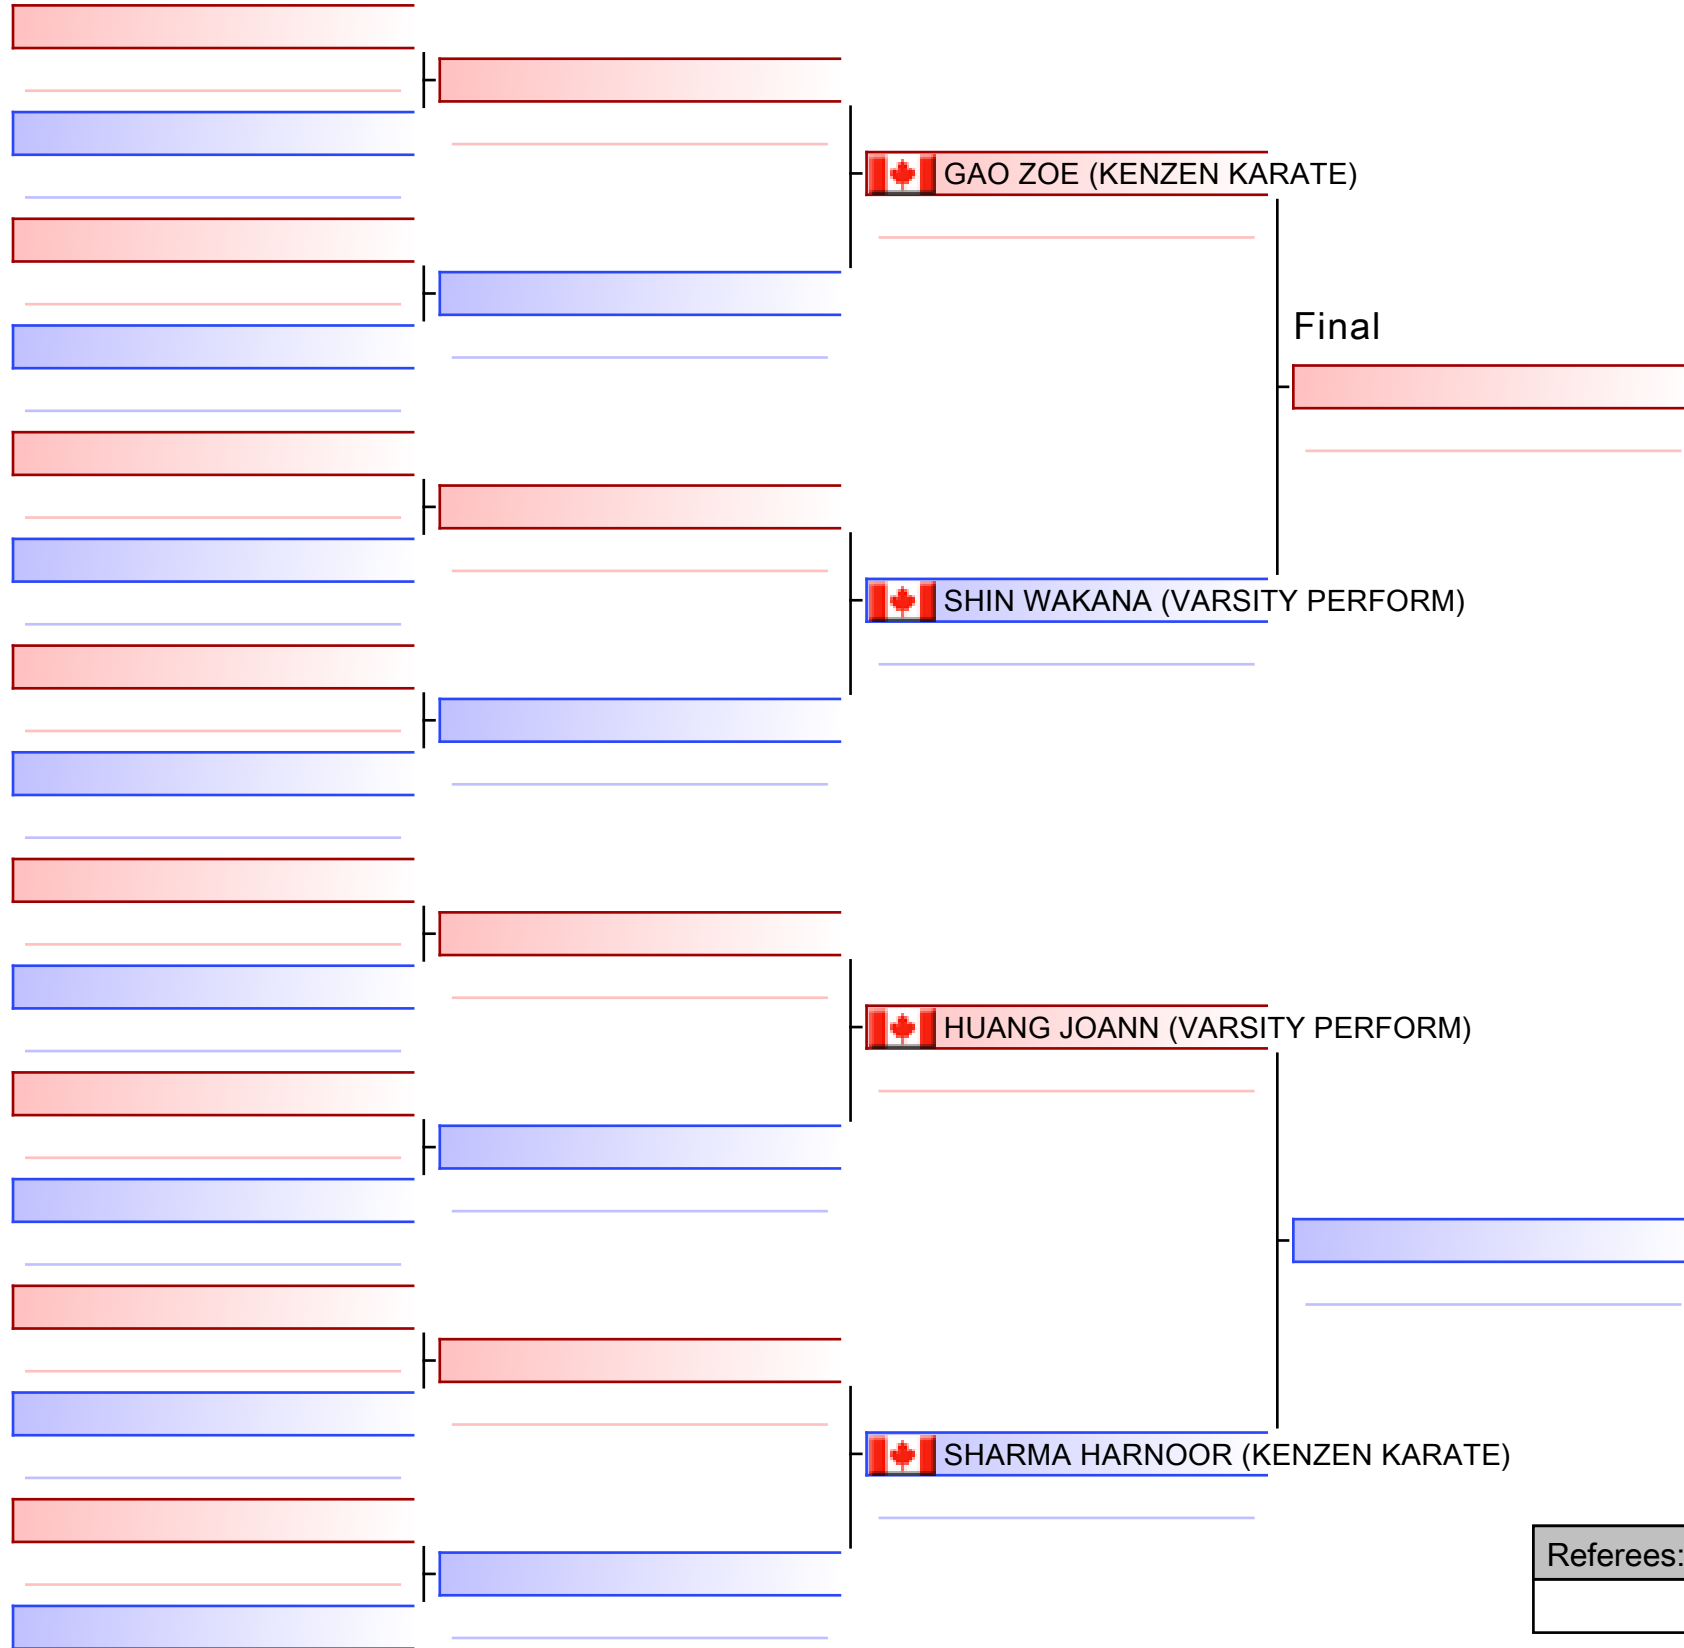 GAO ZOE (KENZEN KARATE)
Final
SHIN WAKANA (VARSITY PERFORM)
HUANG JOANN (VARSITY PERFORM)
SHARMA HARNOOR (KENZEN KARATE)
Referees: